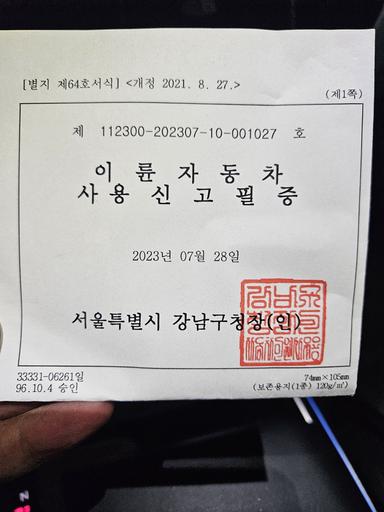 [별지 제64호서식] <개정 2021. 8. 27.>
(제1쪽)
제 112300-202307-10-001027 호
이 륜 자 동 차
사 용 신 고 필 증
2023년 07월 28일
서울특별시 강남구청장(인)
33331-06261일
96.10.4 승인
74㎜×105㎜
(보존용지(1종) 120g/㎡)